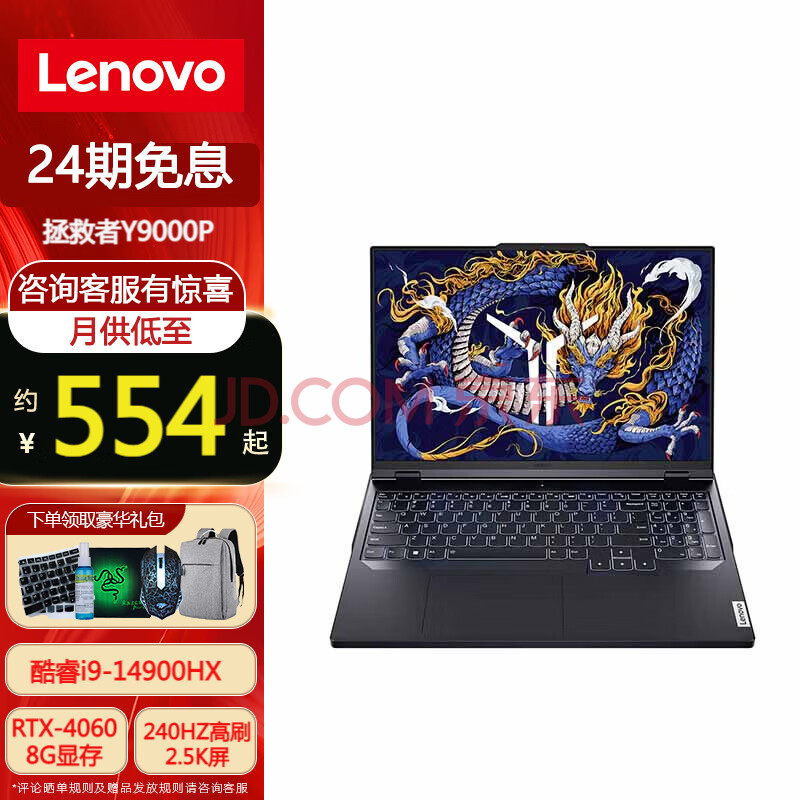 Lenovo
24期免息
拯救者Y9000P
咨询客服有惊喜
月供低至
约
¥
554
起
JD.COM
下单领取豪华礼包
酷睿i9-14900HX
RTX-4060
8G显存
240HZ高刷
2.5K屏
*评论晒单规则及赠品发放规则请咨询客服
Lenovo